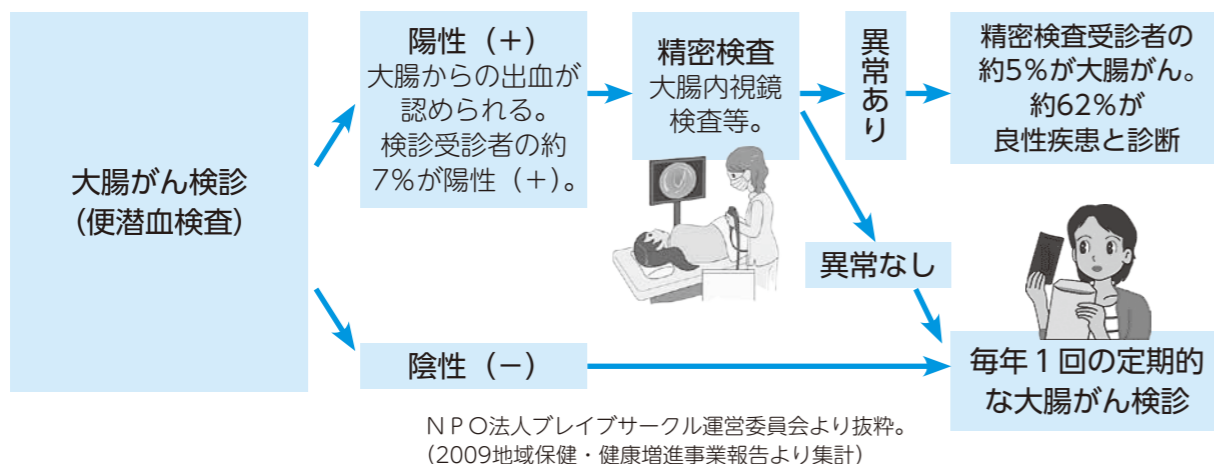 大腸がん検診
（便潜血検査）
陽性（＋）
大腸からの出血が
認められる。
検診受診者の約
7％が陽性（＋）。
精密検査
大腸内視鏡
検査等。
異常あり
精密検査受診者の
約5％が大腸がん。
約62％が
良性疾患と診断
異常なし
陰性（－）
毎年１回の定期的
な大腸がん検診
ＮＰＯ法人ブレイブサークル運営委員会より抜粋。
（2009地域保健・健康増進事業報告より集計）